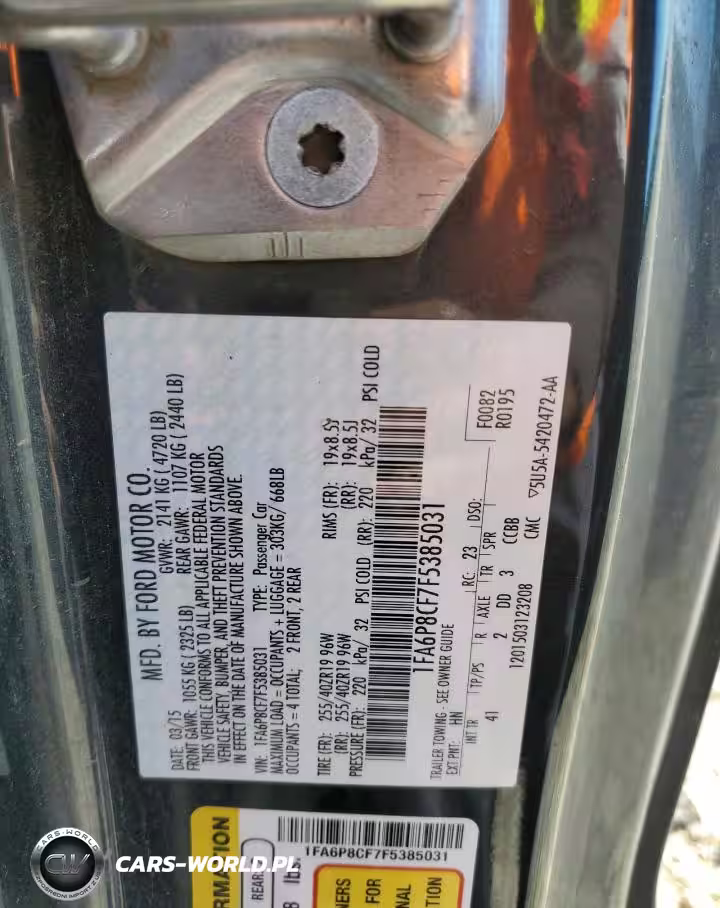 MFD. BY FORD MOTOR CO.
DATE: 03/15 GVWR: 2141 KG ( 4720 LB)
FRONT GAWR: 1055 KG ( 2325 LB) REAR GAWR: 1107 KG ( 2440 LB)
THIS VEHICLE CONFORMS TO ALL APPLICABLE FEDERAL MOTOR
VEHICLE SAFETY, BUMPER, AND THEFT PREVENTION STANDARDS
IN EFFECT ON THE DATE OF MANUFACTURE SHOWN ABOVE.
VIN: 1FA6P8CF7F5385031 TYPE: Passenger Car
MAXIMUM LOAD = OCCUPANTS + LUGGAGE = 303KG/ 668LB
OCCUPANTS = 4 TOTAL: 2 FRONT, 2 REAR
TIRE (FR): 255/40ZR19 96W RIMS (FR): 19x8.5J
(RR): 255/40ZR19 96W (RR): 19x8.5J
PRESSURE (FR): 220 kPa/ 32 PSI COLD (RR): 220 kPa/ 32 PSI COLD
1FA6P8CF7F5385031
TRAILER TOWING - SEE OWNER GUIDE
EXT PNT: HN RC: 23 DSO: F0082
R0195
INT TR TP/PS R AXLE TR SPR
41 2 DD 3 CCBB
1201503123208 CMC ▽5U5A-5420472-AA
1FA6P8CF7F5385031
REAR
FOR
CARS-WORLD.PL
CARS-WORLD
CW